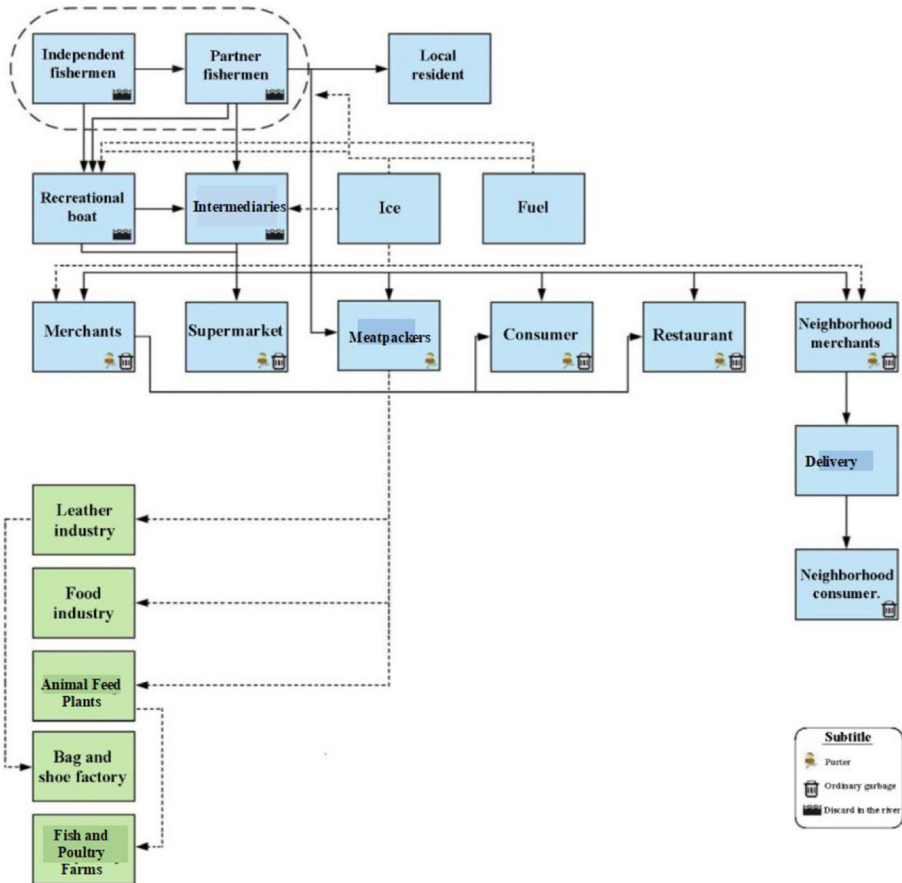 Independent
fishermen
Partner
fishermen
Local
resident
Recreational
boat
Intermediaries
Ice
Fuel
Merchants
Supermarket
Meatpackers
Consumer
Restaurant
Neighborhood
merchants
Delivery
Leather
industry
Neighborhood
consumer.
Food
industry
Animal Feed
Plants
Bag and
shoe factory
Fish and
Poultry
Farms
Subtitle
Porter
Ordinary garbage
Discard in the river